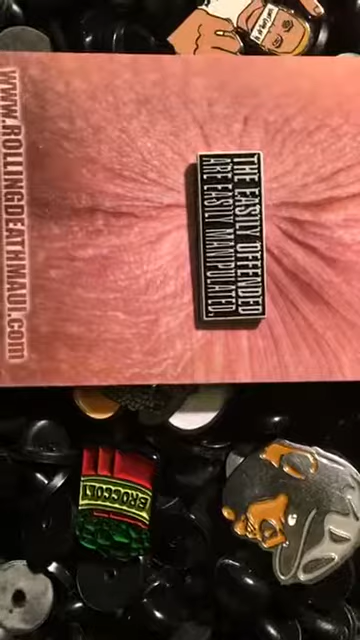 WWW.ROLLINGDEATHMAUI.com
THE EASILY OFFENDED
ARE EASILY MANIPULATED.
BROCCOLI